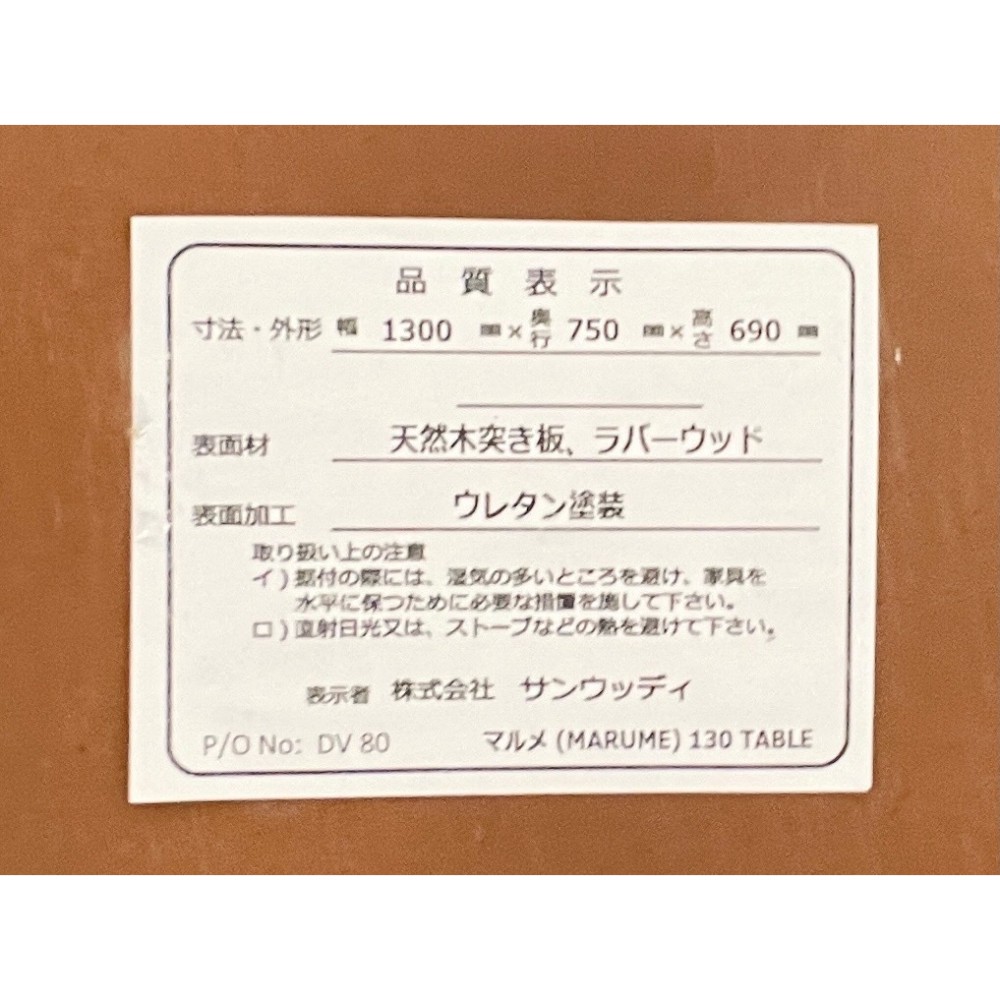 品質表示
寸法・外形 幅 1300 ㎜×奥行 750 ㎜×高さ 690 ㎜
表面材 天然木突き板、ラバーウッド
表面加工 ウレタン塗装
取り扱い上の注意
イ)据付の際には、湿気の多いところを避け、家具を
水平に保つために必要な措置を施して下さい。
ロ)直射日光又は、ストーブなどの熱を避けて下さい。
表示者 株式会社 サンウッディ
P/O No: DV 80 マルメ (MARUME) 130 TABLE